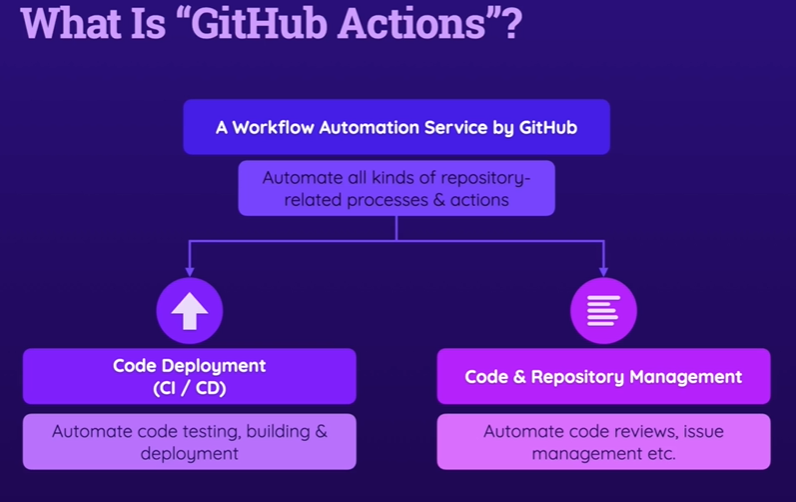 What Is “GitHub Actions”?
A Workflow Automation Service by GitHub
Automate all kinds of repository-
related processes & actions
Code Deployment
(CI / CD)
Automate code testing, building &
deployment
Code & Repository Management
Automate code reviews, issue
management etc.